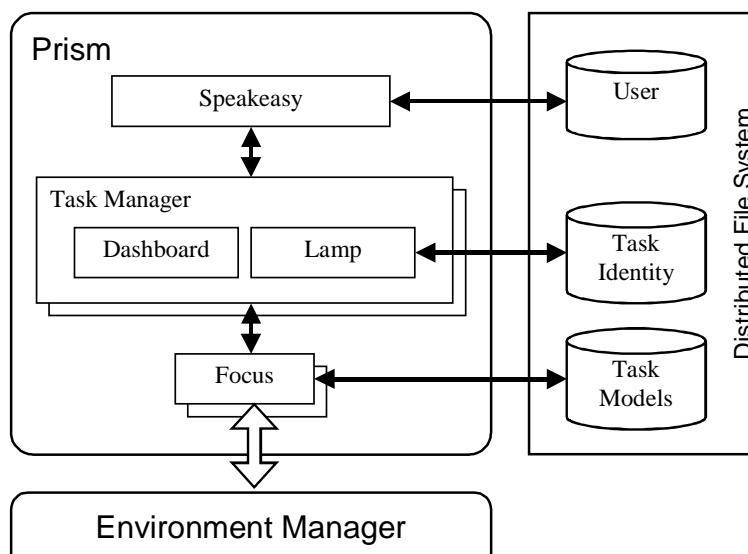 Prism
Speakeasy
Task Manager
Dashboard
Lamp
Focus
Environment Manager
User
Task
Identity
Task
Models
Distributed File System